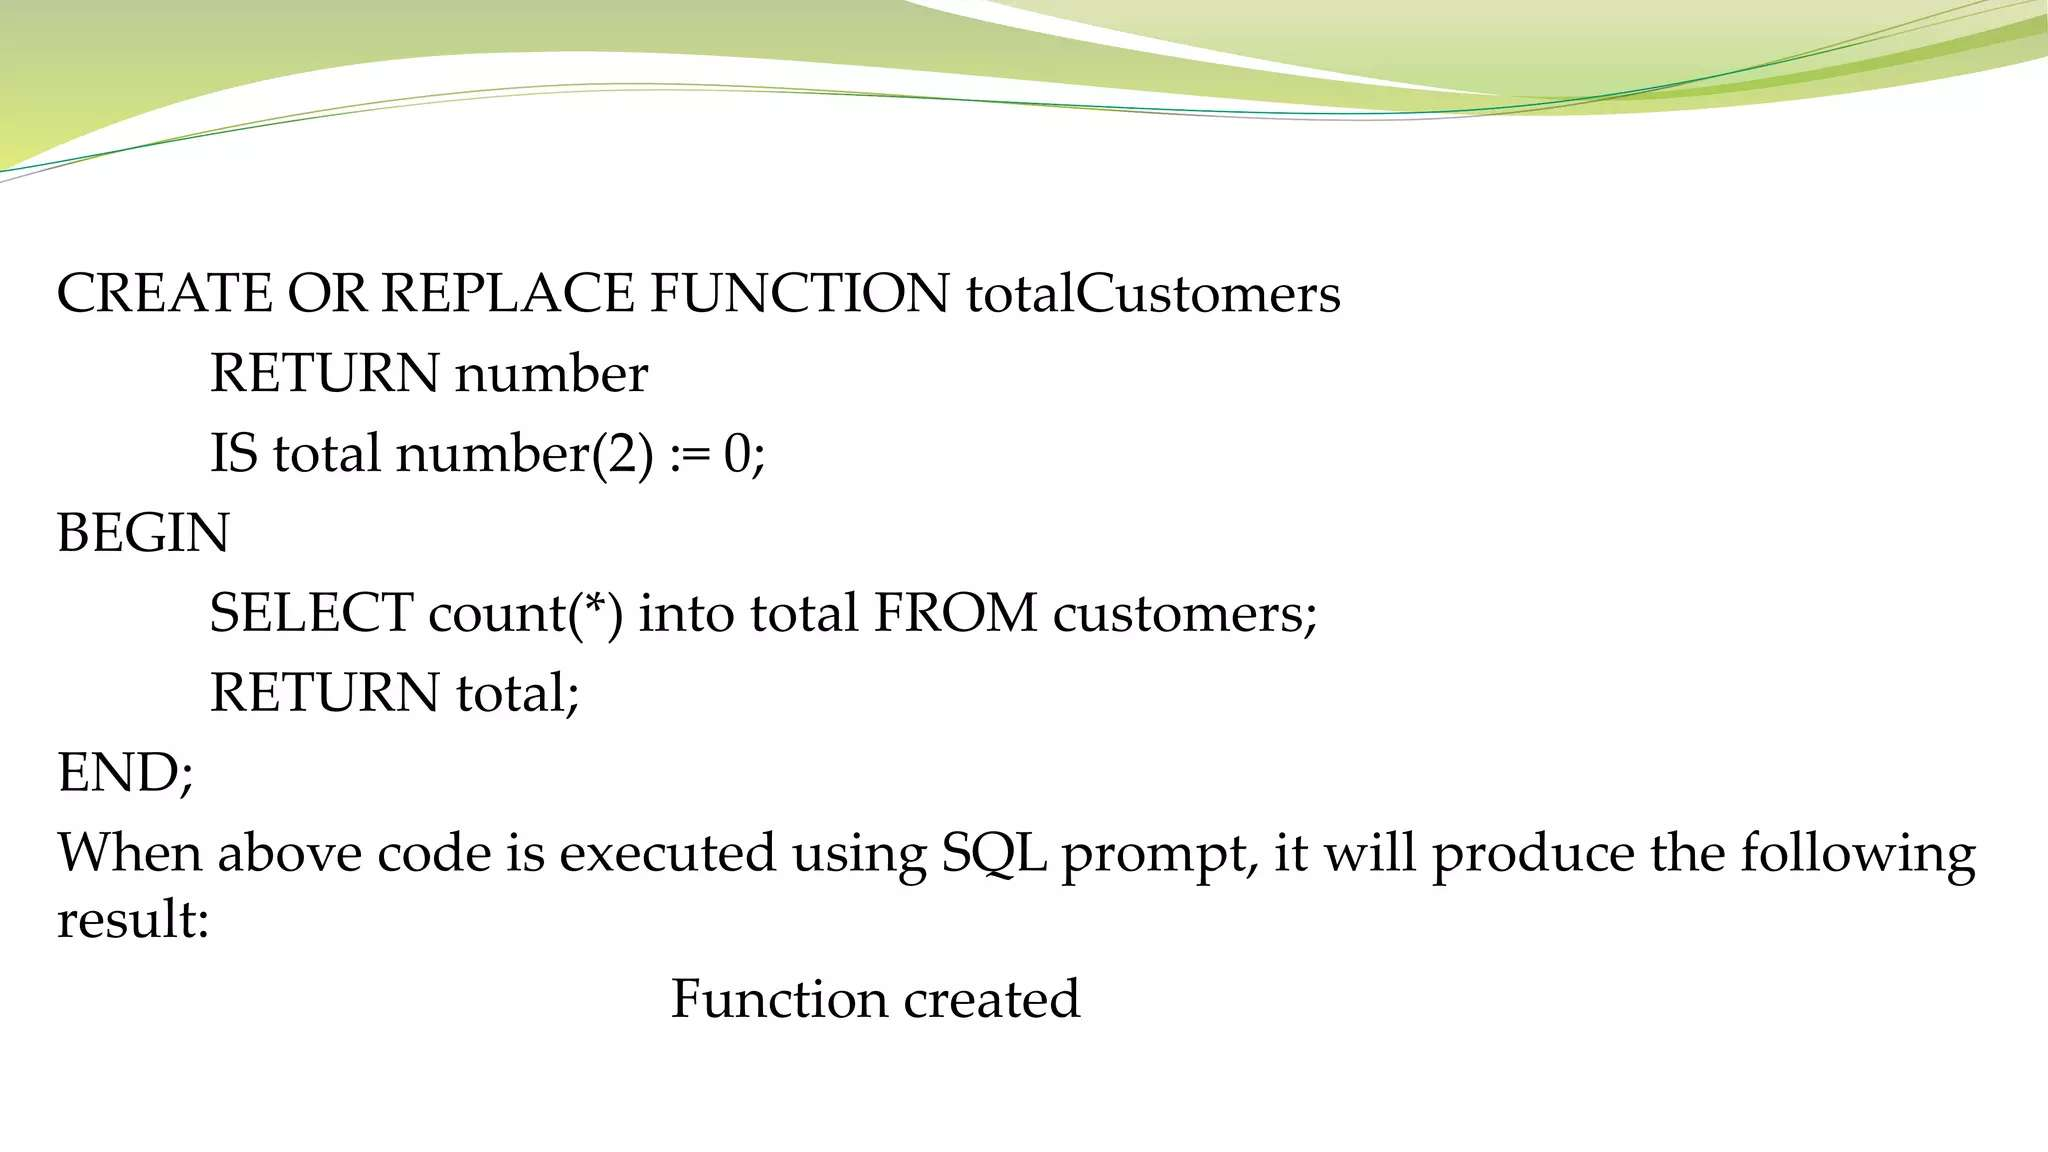 CREATE OR REPLACE FUNCTION totalCustomers
RETURN number
IS total number(2) := 0;
BEGIN
SELECT count(*) into total FROM customers;
RETURN total;
END;
When above code is executed using SQL prompt, it will produce the following
result:
Function created